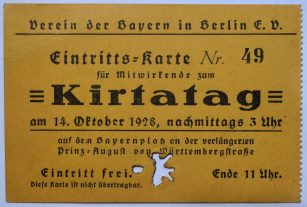 Verein der Bayern in Berlin E. V.
Eintritts=Karte Nr. 49
für Mitwirkende zum
Kirtatag
am 14. Oktober 1928, nachmittags 3 Uhr
auf dem Bayernplatz an der verlängerten
Prinz=August von Württembergstraße
Eintritt frei. Ende 11 Uhr.
Diese Karte ist nicht übertragbar.